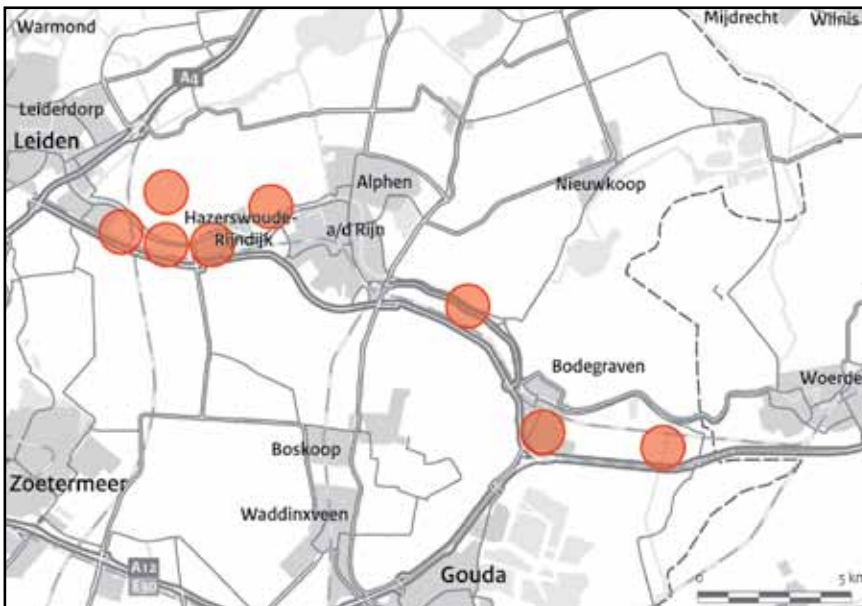 Mijdrecht
Wilnis
Warmond
A4
Leiderdorp
Leiden
Alphen
a/d Rijn
Nieuwkoop
Hazerswoude-
Rijndijk
Bodegraven
Woerde
Boskoop
Zoetermeer
Waddinxveen
A12
E30
Gouda
0
5 km